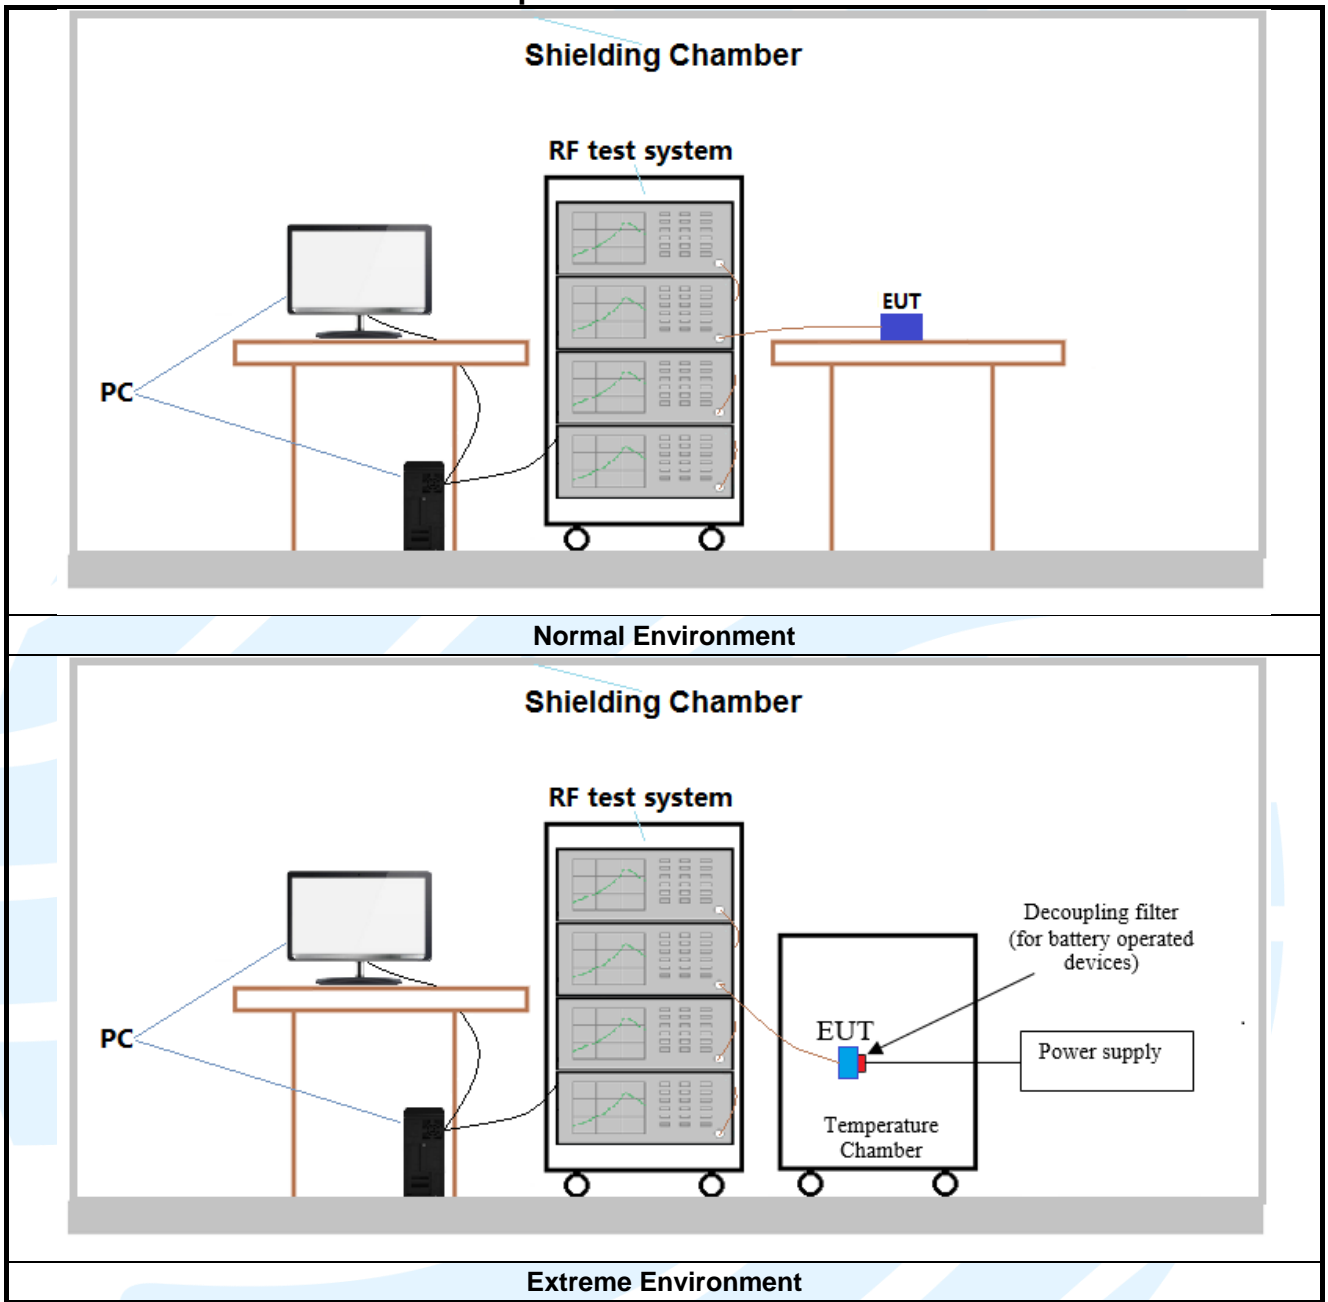 Shielding Chamber
RF test system
EUT
PC
Normal Environment
Shielding Chamber
RF test system
Decoupling filter
(for battery operated
devices)
EUT
Power supply
PC
Temperature
Chamber
Extreme Environment